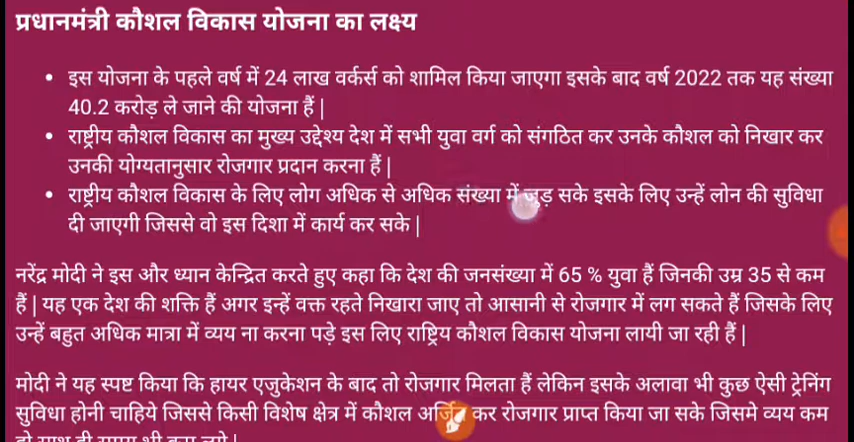 प्रधानमंत्री कौशल विकास योजना का लक्ष्य
• इस योजना के पहले वर्ष में 24 लाख वर्कर्स को शामिल किया जाएगा इसके बाद वर्ष 2022 तक यह संख्या
40.2 करोड़ ले जाने की योजना हैं |
• राष्ट्रीय कौशल विकास का मुख्य उद्देश्य देश में सभी युवा वर्ग को संगठित कर उनके कौशल को निखार कर
उनकी योग्यतानुसार रोजगार प्रदान करना हैं |
• राष्ट्रीय कौशल विकास के लिए लोग अधिक से अधिक संख्या में जुड़ सके इसके लिए उन्हें लोन की सुविधा
दी जाएगी जिससे वो इस दिशा में कार्य कर सके |
नरेंद्र मोदी ने इस और ध्यान केन्द्रित करते हुए कहा कि देश की जनसंख्या में 65 % युवा हैं जिनकी उम्र 35 से कम
हैं | यह एक देश की शक्ति हैं अगर इन्हें वक्त रहते निखारा जाए तो आसानी से रोजगार में लग सकते हैं जिसके लिए
उन्हें बहुत अधिक मात्रा में व्यय ना करना पड़े इस लिए राष्ट्रिय कौशल विकास योजना लायी जा रही हैं |
मोदी ने यह स्पष्ट किया कि हायर एजुकेशन के बाद तो रोजगार मिलता हैं लेकिन इसके अलावा भी कुछ ऐसी ट्रेनिंग
सुविधा होनी चाहिये जिससे किसी विशेष क्षेत्र में कौशल अर्जित कर रोजगार प्राप्त किया जा सके जिसमे व्यय कम